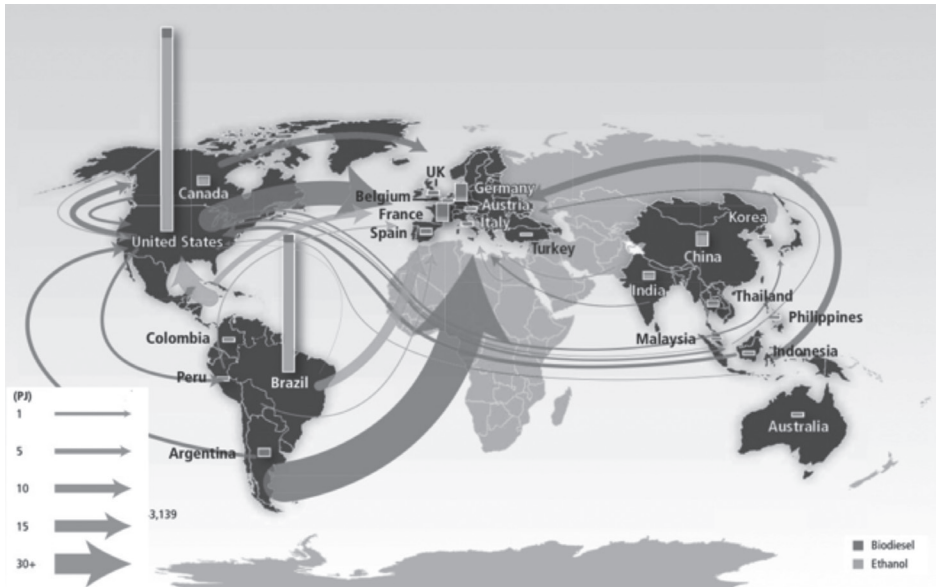 UK
Canada
Belgium
Germany
France
Austria
Italy
Korea
United States
Spain
Turkey
China
India
Thailand
Philippines
Colombia
Malaysia
Indonesia
Peru
Brazil
(PJ)
1
Australia
5
Argentina
10
3,139
15
30+
Biodiesel
Ethanol